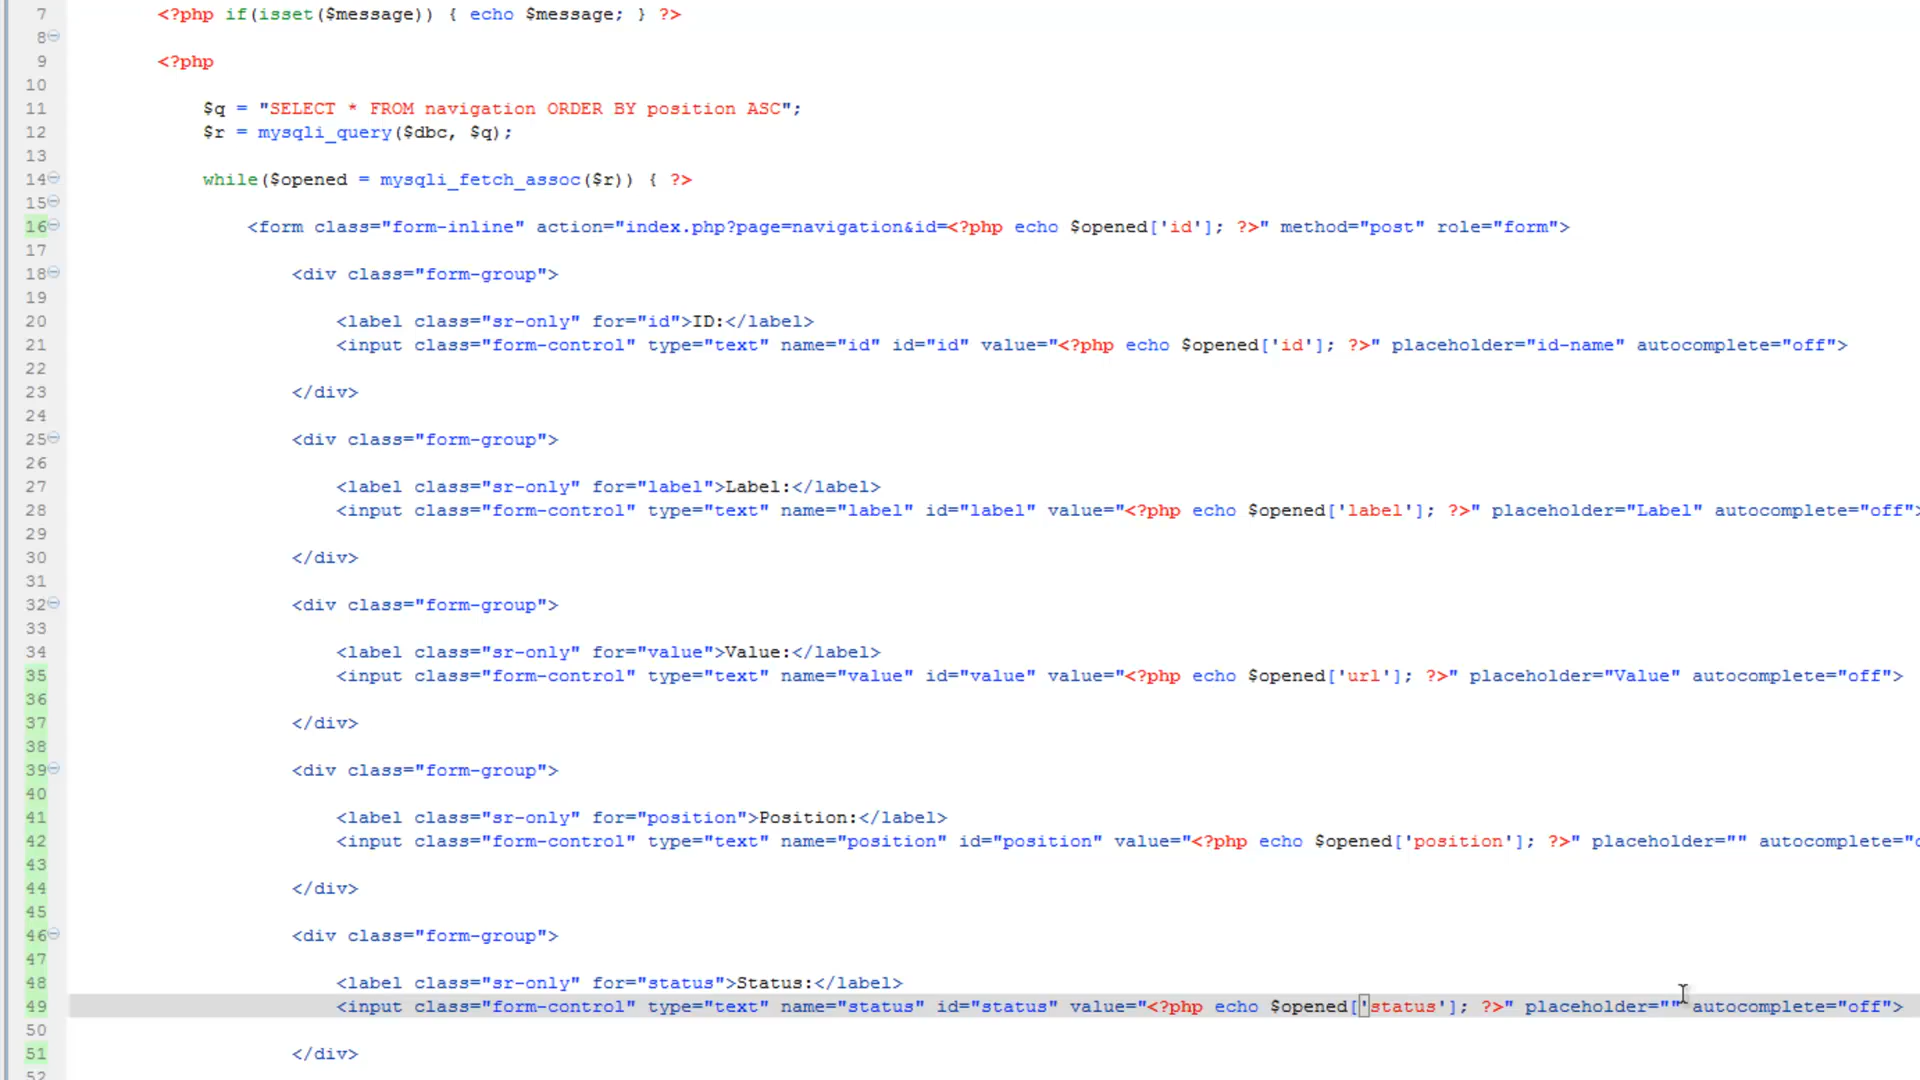 7 <?php if(isset($message)) { echo $message; } ?>
8
9 <?php
10
11 $q = "SELECT * FROM navigation ORDER BY position ASC";
12 $r = mysqli_query($dbc, $q);
13
14 while($opened = mysqli_fetch_assoc($r)) { ?>
15
16 <form class="form-inline" action="index.php?page=navigation&id=<?php echo $opened['id']; ?>" method="post" role="form">
17
18 <div class="form-group">
19
20 <label class="sr-only" for="id">ID:</label>
21 <input class="form-control" type="text" name="id" id="id" value="<?php echo $opened['id']; ?>" placeholder="id-name" autocomplete="off">
22
23 </div>
24
25 <div class="form-group">
26
27 <label class="sr-only" for="label">Label:</label>
28 <input class="form-control" type="text" name="label" id="label" value="<?php echo $opened['label']; ?>" placeholder="Label" autocomplete="off">
29
30 </div>
31
32 <div class="form-group">
33
34 <label class="sr-only" for="value">Value:</label>
35 <input class="form-control" type="text" name="value" id="value" value="<?php echo $opened['url']; ?>" placeholder="Value" autocomplete="off">
36
37 </div>
38
39 <div class="form-group">
40
41 <label class="sr-only" for="position">Position:</label>
42 <input class="form-control" type="text" name="position" id="position" value="<?php echo $opened['position']; ?>" placeholder="" autocomplete="
43
44 </div>
45
46 <div class="form-group">
47
48 <label class="sr-only" for="status">Status:</label>
49 <input class="form-control" type="text" name="status" id="status" value="<?php echo $opened['status']; ?>" placeholder="" autocomplete="off">
50
51 </div>
52